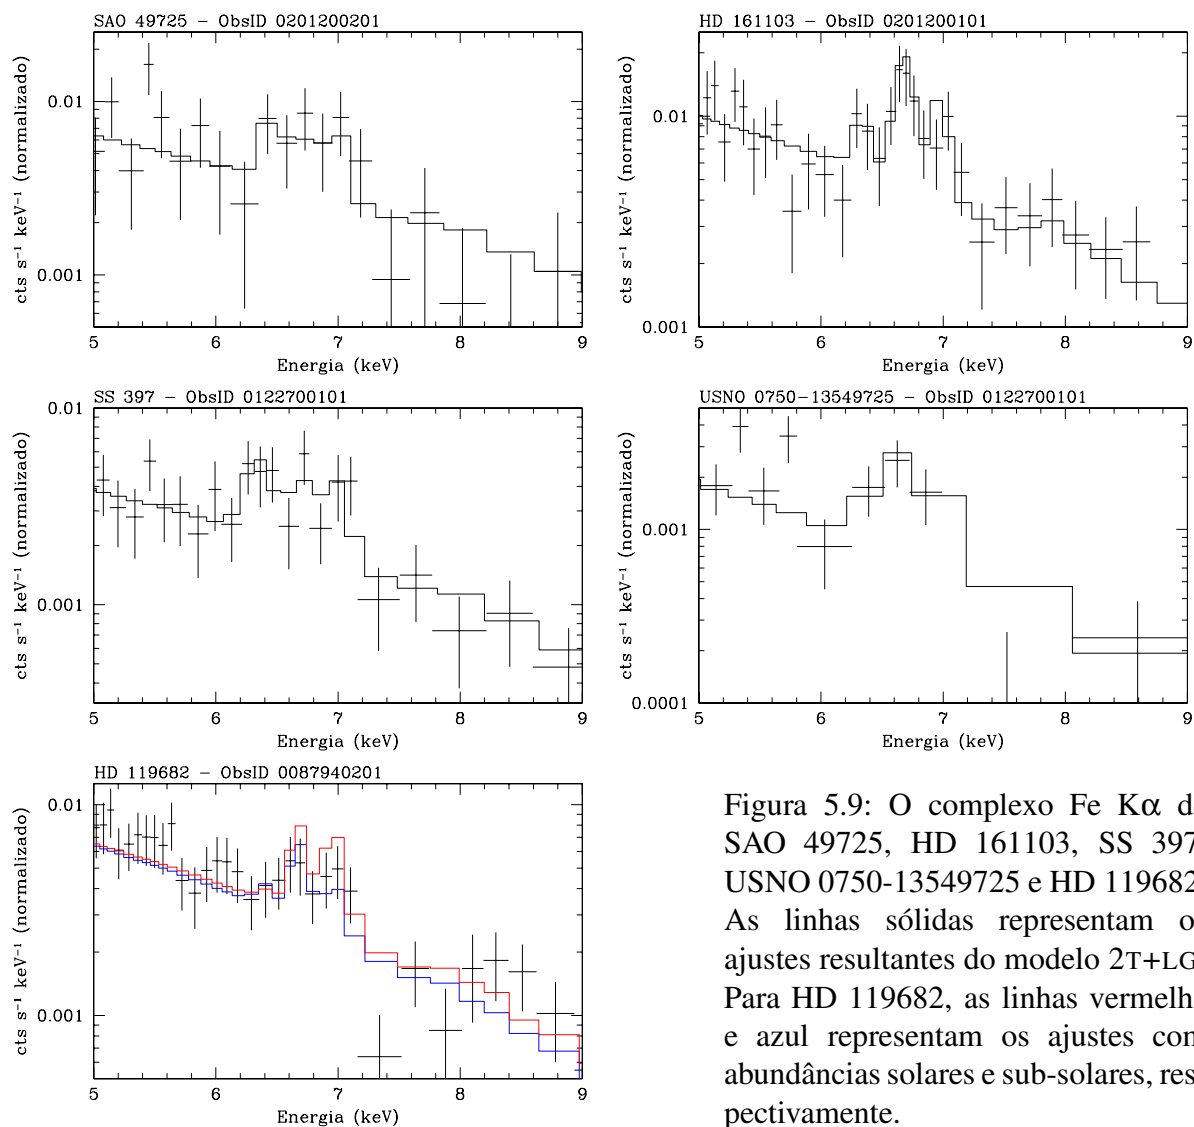 SAO 49725 − ObsID 0201200201
cts s⁻¹ keV⁻¹ (normalizado)
0.01
0.001
5 6 7 8 9
Energia (keV)
HD 161103 − ObsID 0201200101
cts s⁻¹ keV⁻¹ (normalizado)
0.01
0.001
5 6 7 8 9
Energia (keV)
SS 397 − ObsID 0122700101
cts s⁻¹ keV⁻¹ (normalizado)
0.01
0.001
5 6 7 8 9
Energia (keV)
USNO 0750−13549725 − ObsID 0122700101
cts s⁻¹ keV⁻¹ (normalizado)
0.001
0.0001
5 6 7 8 9
Energia (keV)
HD 119682 − ObsID 0087940201
cts s⁻¹ keV⁻¹ (normalizado)
0.01
0.001
5 6 7 8 9
Energia (keV)
Figura 5.9: O complexo Fe Kα d
SAO 49725, HD 161103, SS 397
USNO 0750-13549725 e HD 119682
As linhas sólidas representam o
ajustes resultantes do modelo 2T+LG
Para HD 119682, as linhas vermelh
e azul representam os ajustes con
abundâncias solares e sub-solares, res
pectivamente.